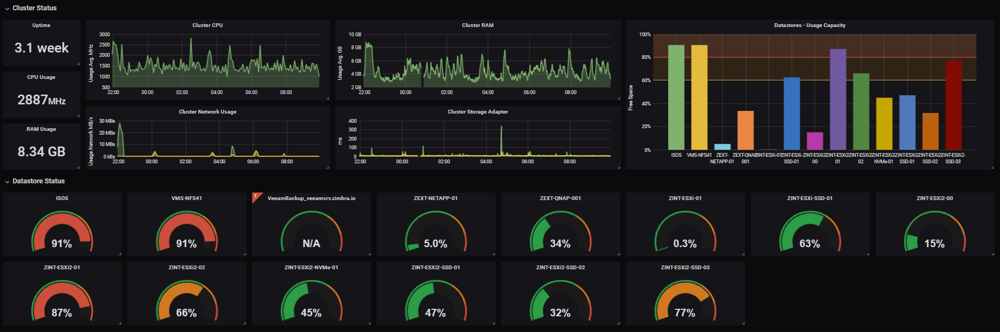 Cluster Status
Uptime
3.1 week
CPU Usage
2887MHz
RAM Usage
8.34 GB
Cluster CPU
Usage Avg. MHz
3000
2500
2000
1500
1000
500
22:00 00:00 02:00 04:00 06:00 08:00
Cluster RAM
Usage Avg. GB
10 GB
8 GB
6 GB
4 GB
2 GB
22:00 00:00 02:00 04:00 06:00 08:00
Cluster Network Usage
Usage Network MB/s
30 MBs
20 MBs
10 MBs
0 kBs
22:00 00:00 02:00 04:00 06:00 08:00
Cluster Storage Adapter
ms
400
300
200
100
0
22:00 00:00 02:00 04:00 06:00 08:00
Datastores - Usage Capacity
Free Space
100%
80%
60%
40%
20%
0%
ISOS
VMS-NFS41
ZEXT-
NETAPP-01
ZEXT-QNAP
001
ZINT-ESXi-01
ZINT-ESXi-
SSD-01
ZINT-ESXi2
00
ZINT-ESXi2
01
ZINT-ESXi2
02
ZINT-ESXi2
NVMe-01
ZINT-ESXi2
SSD-01
ZINT-ESXi2
SSD-02
ZINT-ESXi2-
SSD-03
Datastore Status
ISOS
91%
VMS-NFS41
91%
!
VeeamBackup_veeamsrv.zimbra.io
N/A
ZEXT-NETAPP-01
5.0%
ZEXT-QNAP-001
34%
ZINT-ESXi-01
0.3%
ZINT-ESXi-SSD-01
63%
ZINT-ESXi2-00
15%
ZINT-ESXi2-01
87%
ZINT-ESXi2-02
66%
ZINT-ESXi2-NVMe-01
45%
ZINT-ESXi2-SSD-01
47%
ZINT-ESXi2-SSD-02
32%
ZINT-ESXi2-SSD-03
77%